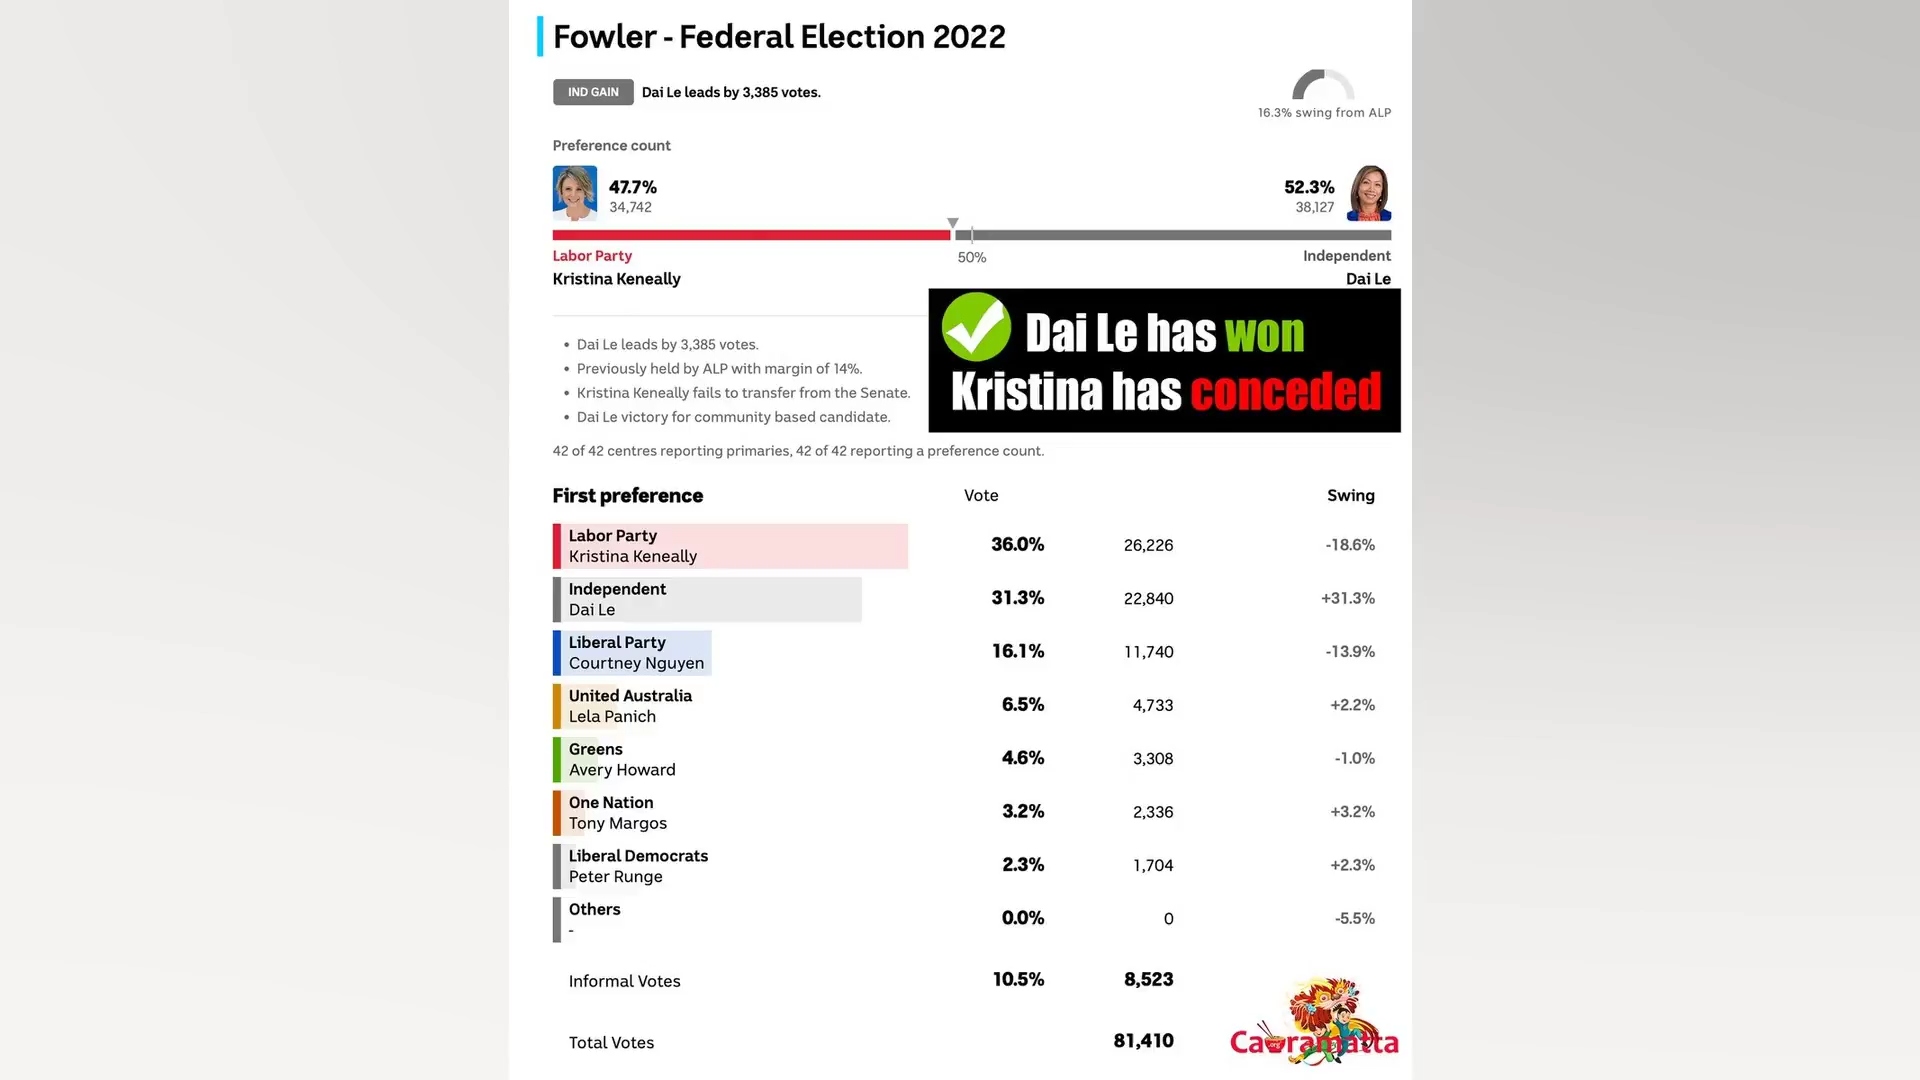 Fowler - Federal Election 2022
IND GAIN Dai Le leads by 3,385 votes.
16.3% swing from ALP
Preference count
47.7% 52.3%
34,742 38,127
50%
Labor Party Independent
Kristina Keneally Dai Le
Dai Le has won
Kristina has conceded
• Dai Le leads by 3,385 votes.
• Previously held by ALP with margin of 14%.
• Kristina Keneally fails to transfer from the Senate.
• Dai Le victory for community based candidate.
42 of 42 centres reporting primaries, 42 of 42 reporting a preference count.
First preference Vote Swing
Labor Party
Kristina Keneally 36.0% 26,226 -18.6%
Independent
Dai Le 31.3% 22,840 +31.3%
Liberal Party
Courtney Nguyen 16.1% 11,740 -13.9%
United Australia
Lela Panich 6.5% 4,733 +2.2%
Greens
Avery Howard 4.6% 3,308 -1.0%
One Nation
Tony Margos 3.2% 2,336 +3.2%
Liberal Democrats
Peter Runge 2.3% 1,704 +2.3%
Others
- 0.0% 0 -5.5%
Informal Votes 10.5% 8,523
Total Votes 81,410
Cabramatta